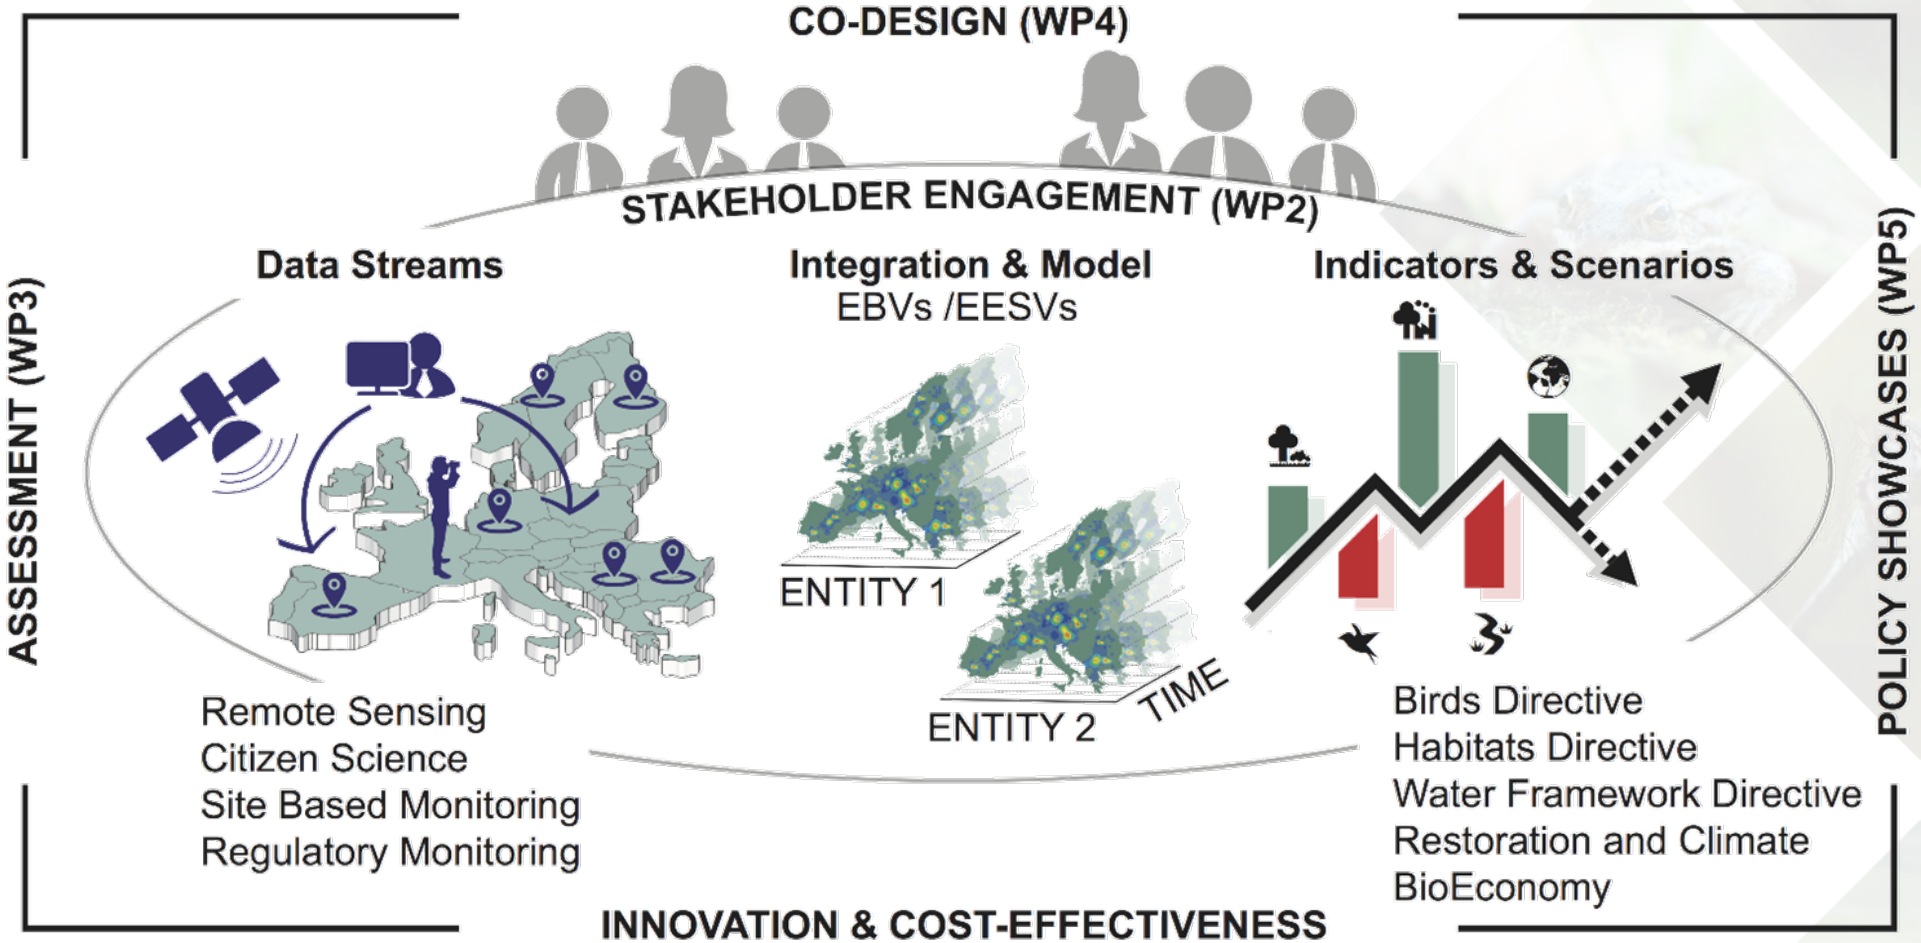 CO-DESIGN (WP4)
STAKEHOLDER ENGAGEMENT (WP2)
ASSESSMENT (WP3)
Data Streams
Remote Sensing
Citizen Science
Site Based Monitoring
Regulatory Monitoring
Integration & Model
EBVs /EESVs
ENTITY 1
ENTITY 2
TIME
Indicators & Scenarios
Birds Directive
Habitats Directive
Water Framework Directive
Restoration and Climate
BioEconomy
POLICY SHOWCASES (WP5)
INNOVATION & COST-EFFECTIVENESS